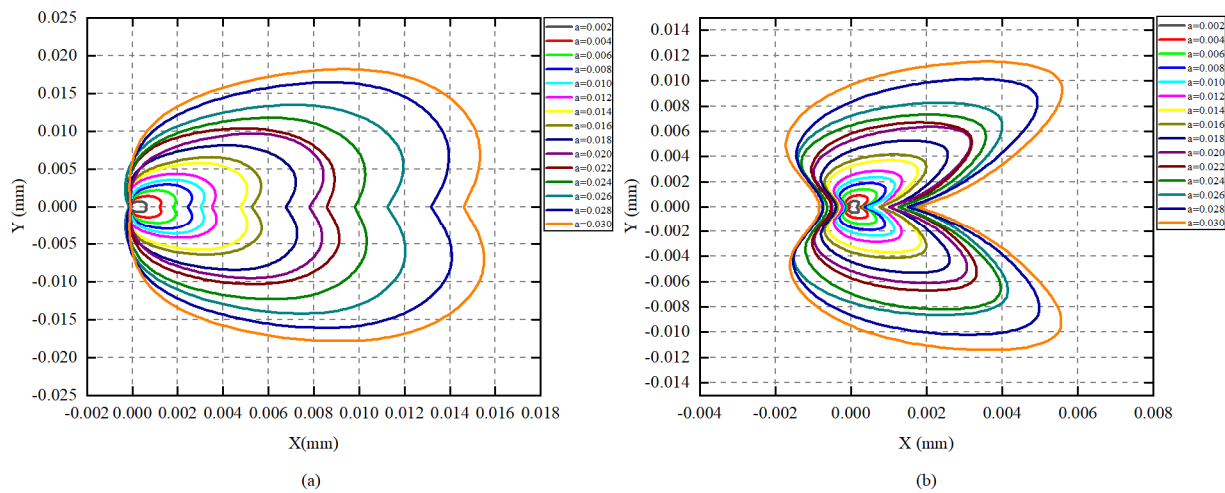 0.025
0.020
0.015
0.010
0.005
0.000
-0.005
-0.010
-0.015
-0.020
-0.025
Y (mm)
-0.002 0.000 0.002 0.004 0.006 0.008 0.010 0.012 0.014 0.016 0.018
X(mm)
a=0.002
a=0.004
a=0.006
a=0.008
a=0.010
a=0.012
a=0.014
a=0.016
a=0.018
a=0.020
a=0.022
a=0.024
a=0.026
a=0.028
a=0.030
(a)
0.014
0.012
0.010
0.008
0.006
0.004
0.002
0.000
-0.002
-0.004
-0.006
-0.008
-0.010
-0.012
-0.014
Y (mm)
-0.004 -0.002 0.000 0.002 0.004 0.006 0.008
X (mm)
a=0.002
a=0.004
a=0.006
a=0.008
a=0.010
a=0.012
a=0.014
a=0.016
a=0.018
a=0.020
a=0.022
a=0.024
a=0.026
a=0.028
a=0.030
(b)